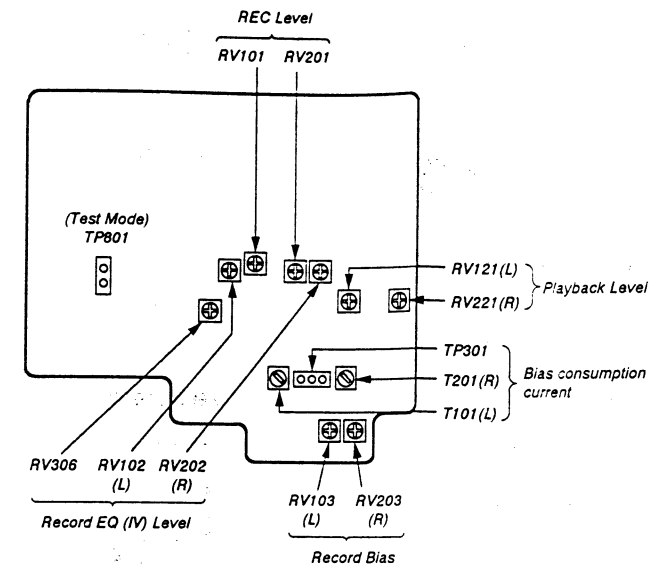 REC Level
RV101 RV201
(Test Mode)
TP801
RV121(L)
RV221(R)
Playback Level
TP301
T201(R)
T101(L)
Bias consumption
current
RV306 RV102 RV202
(L) (R)
Record EQ (IV) Level
RV103 RV203
(L) (R)
Record Bias